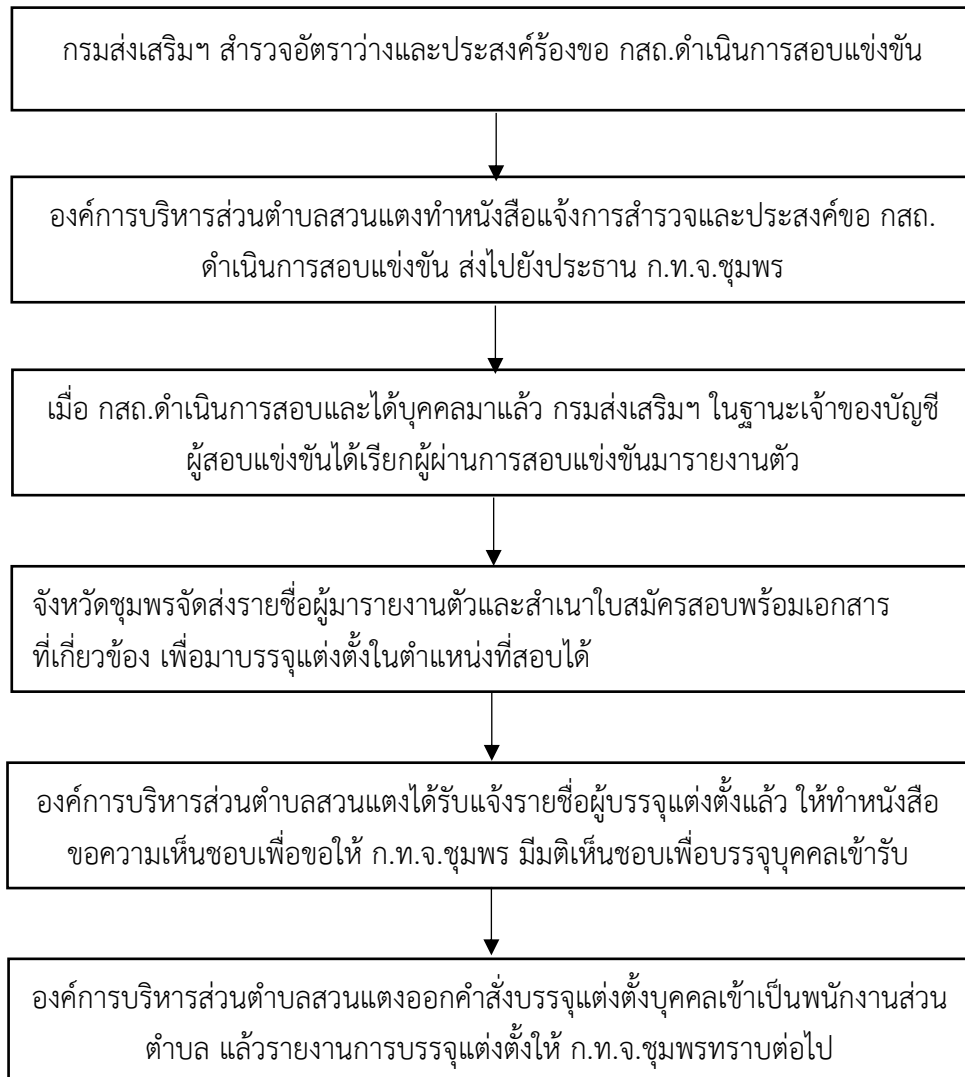 กรมส่งเสริมฯ สำรวจอัตราว่างและประสงค์ร้องขอ กสถ.ดำเนินการสอบแข่งขัน
องค์การบริหารส่วนตำบลสวนแตงทำหนังสือแจ้งการสำรวจและประสงค์ขอ กสถ.
ดำเนินการสอบแข่งขัน ส่งไปยังประธาน ก.ท.จ.ชุมพร
เมื่อ กสถ.ดำเนินการสอบและได้บุคคลมาแล้ว กรมส่งเสริมฯ ในฐานะเจ้าของบัญชี
ผู้สอบแข่งขันได้เรียกผู้ผ่านการสอบแข่งขันมารายงานตัว
จังหวัดชุมพรจัดส่งรายชื่อผู้มารายงานตัวและสำเนาใบสมัครสอบพร้อมเอกสาร
ที่เกี่ยวข้อง เพื่อมาบรรจุแต่งตั้งในตำแหน่งที่สอบได้
องค์การบริหารส่วนตำบลสวนแตงได้รับแจ้งรายชื่อผู้บรรจุแต่งตั้งแล้ว ให้ทำหนังสือ
ขอความเห็นชอบเพื่อขอให้ ก.ท.จ.ชุมพร มีมติเห็นชอบเพื่อบรรจุบุคคลเข้ารับ
องค์การบริหารส่วนตำบลสวนแตงออกคำสั่งบรรจุแต่งตั้งบุคคลเข้าเป็นพนักงานส่วน
ตำบล แล้วรายงานการบรรจุแต่งตั้งให้ ก.ท.จ.ชุมพรทราบต่อไป